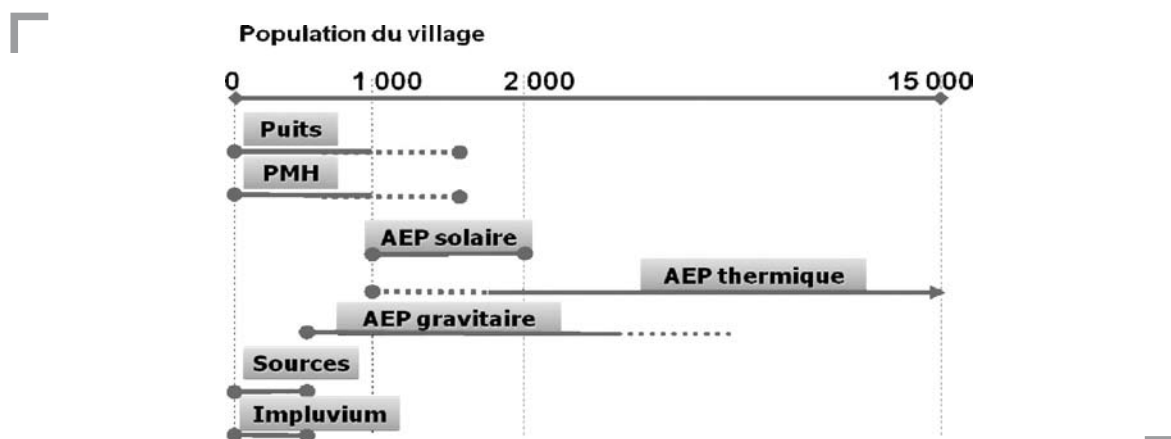 Population du village
0 1 000 2 000 15 000
Puits
PMH
AEP solaire
AEP thermique
AEP gravitaire
Sources
Impluvium